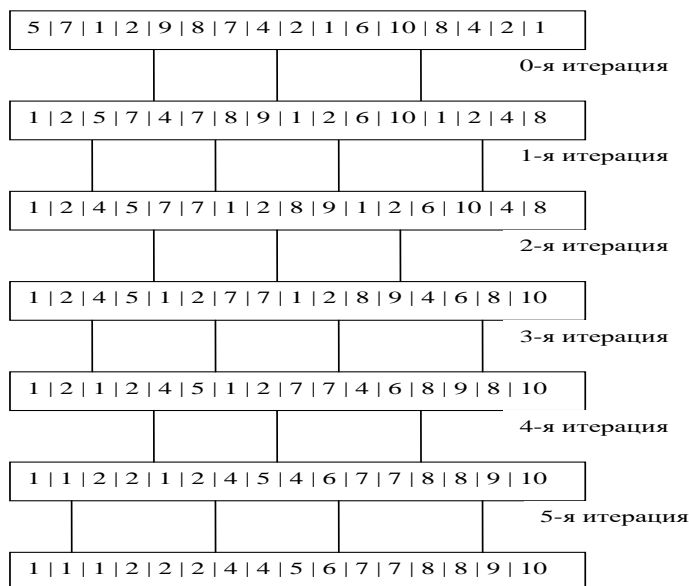 5 | 7 | 1 | 2 | 9 | 8 | 7 | 4 | 2 | 1 | 6 | 10 | 8 | 4 | 2 | 1
0-я итерация
1 | 2 | 5 | 7 | 4 | 7 | 8 | 9 | 1 | 2 | 6 | 10 | 1 | 2 | 4 | 8
1-я итерация
1 | 2 | 4 | 5 | 7 | 7 | 1 | 2 | 8 | 9 | 1 | 2 | 6 | 10 | 4 | 8
2-я итерация
1 | 2 | 4 | 5 | 1 | 2 | 7 | 7 | 1 | 2 | 8 | 9 | 4 | 6 | 8 | 10
3-я итерация
1 | 2 | 1 | 2 | 4 | 5 | 1 | 2 | 7 | 7 | 4 | 6 | 8 | 9 | 8 | 10
4-я итерация
1 | 1 | 2 | 2 | 1 | 2 | 4 | 5 | 4 | 6 | 7 | 7 | 8 | 8 | 9 | 10
5-я итерация
1 | 1 | 1 | 2 | 2 | 2 | 4 | 4 | 5 | 6 | 7 | 7 | 8 | 8 | 9 | 10